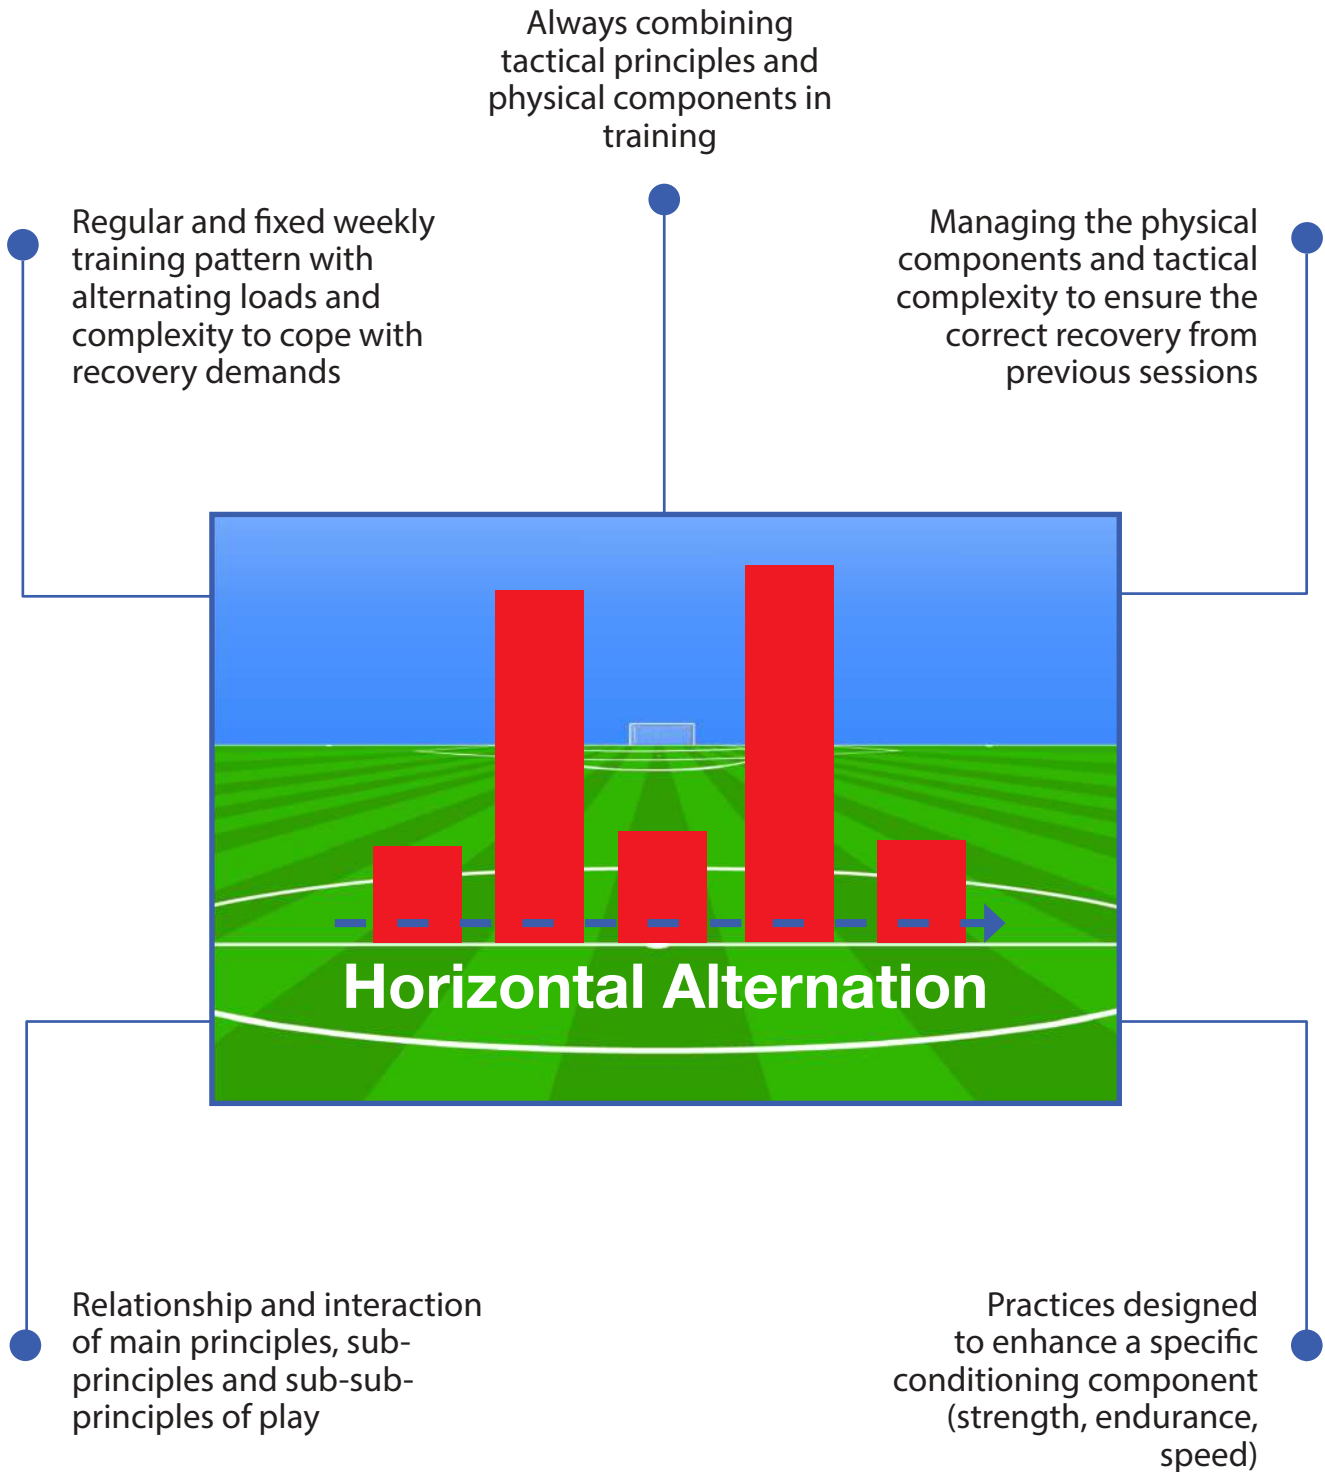 Always combining
tactical principles and
physical components in
training
Regular and fixed weekly
training pattern with
alternating loads and
complexity to cope with
recovery demands
Managing the physical
components and tactical
complexity to ensure the
correct recovery from
previous sessions
Horizontal Alternation
Relationship and interaction
of main principles, sub-
principles and sub-sub-
principles of play
Practices designed
to enhance a specific
conditioning component
(strength, endurance,
speed)